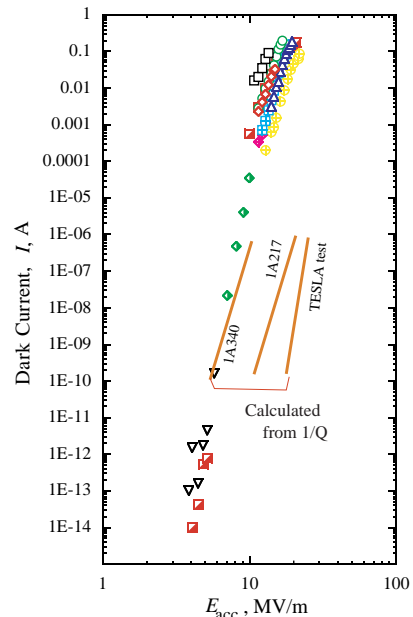 1
0.1
0.01
0.001
0.0001
1E-05
1E-06
1E-07
1E-08
1E-09
1E-10
1E-11
1E-12
1E-13
1E-14
Dark Current, I, A
1A340
1A217
TESLA test
Calculated
from 1/Q
1
10
100
E_acc , MV/m